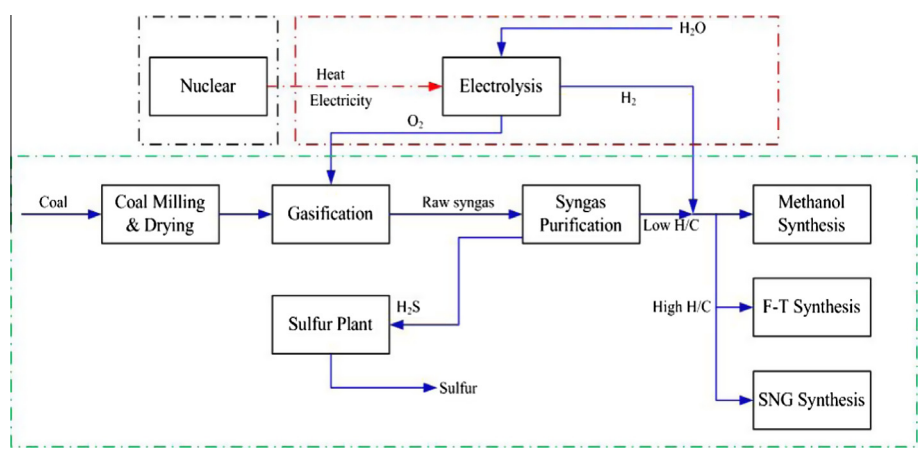 H₂O
Nuclear
Heat
Electricity
Electrolysis
H₂
O₂
Coal
Coal Milling
& Drying
Gasification
Raw syngas
Syngas
Purification
Low H/C
Methanol
Synthesis
H₂S
High H/C
F-T Synthesis
Sulfur Plant
Sulfur
SNG Synthesis